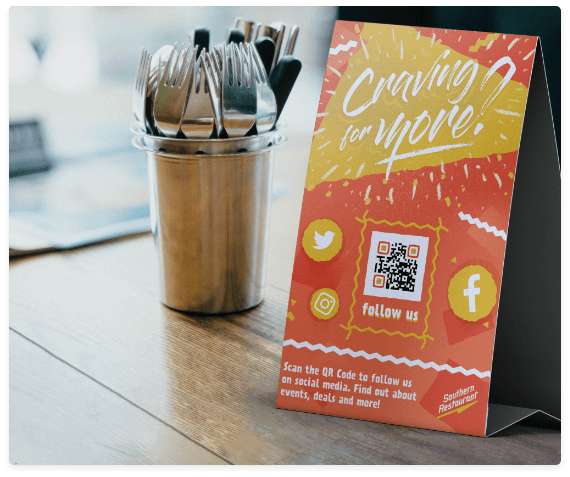 Craving
for more?
follow us
Scan the QR Code to follow us
on social media. Find out about
events, deals and more!
Southern
Restaurant